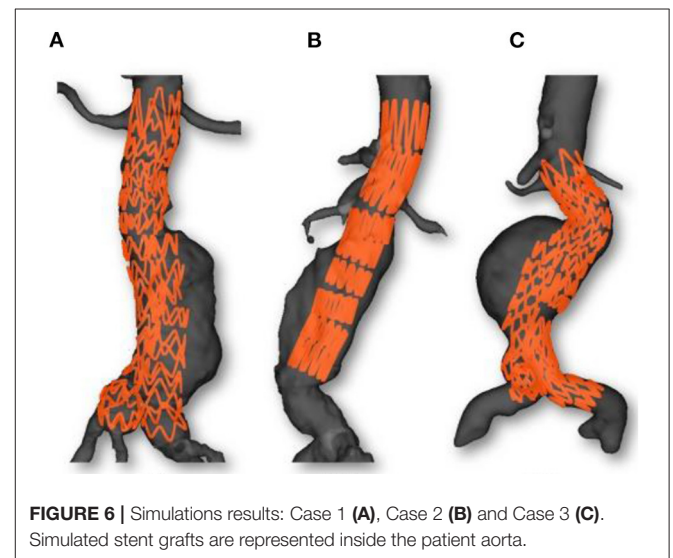 A B C
FIGURE 6 | Simulations results: Case 1 (A), Case 2 (B) and Case 3 (C).
Simulated stent grafts are represented inside the patient aorta.